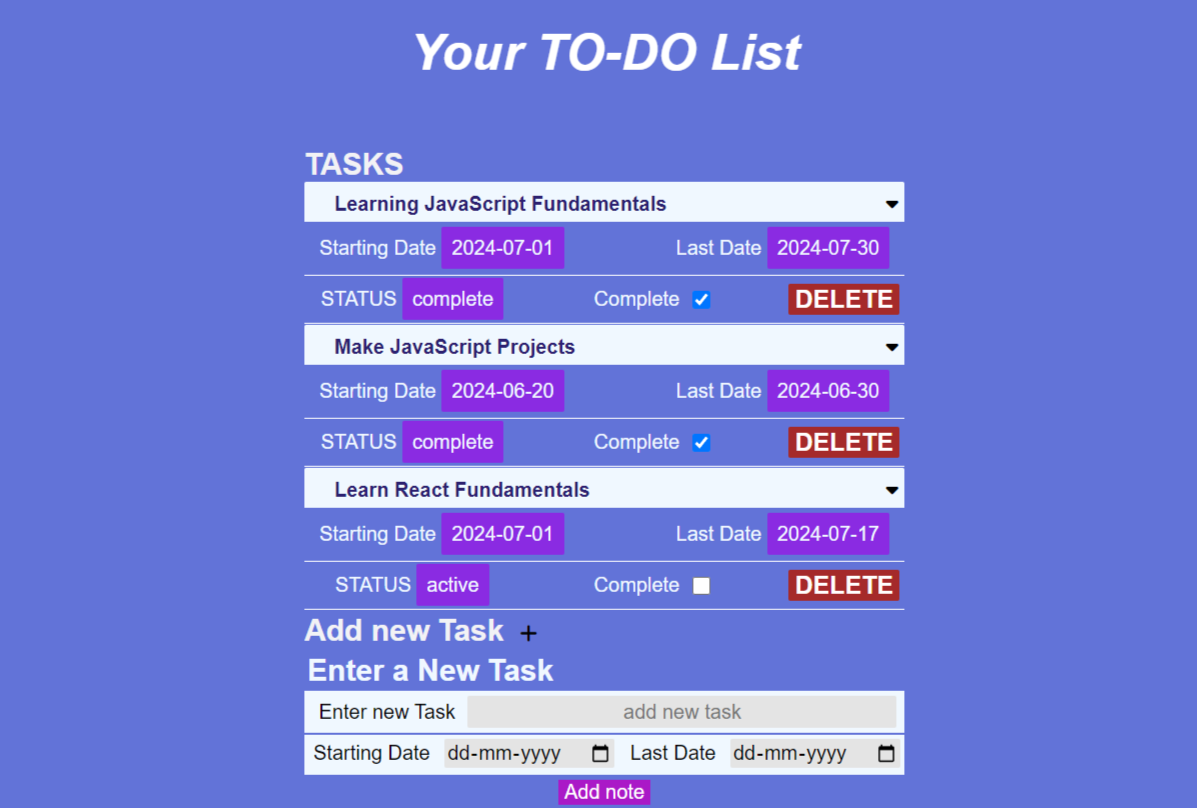 Your TO-DO List
TASKS
Learning JavaScript Fundamentals
Starting Date 2024-07-01 Last Date 2024-07-30
STATUS complete Complete DELETE
Make JavaScript Projects
Starting Date 2024-06-20 Last Date 2024-06-30
STATUS complete Complete DELETE
Learn React Fundamentals
Starting Date 2024-07-01 Last Date 2024-07-17
STATUS active Complete DELETE
Add new Task +
Enter a New Task
Enter new Task add new task
Starting Date dd-mm-yyyy Last Date dd-mm-yyyy
Add note